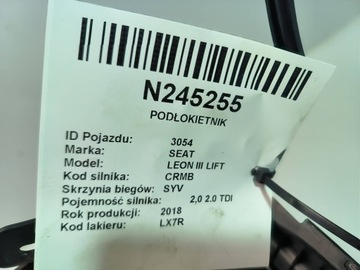 N245255
PODŁOKIETNIK
ID Pojazdu: 3054
Marka: SEAT
Model: LEON III LIFT
Kod silnika: CRMB
Skrzynia biegów: SYV
Pojemność silnika: 2,0 2.0 TDI
Rok produkcji: 2018
Kod lakieru: LX7R